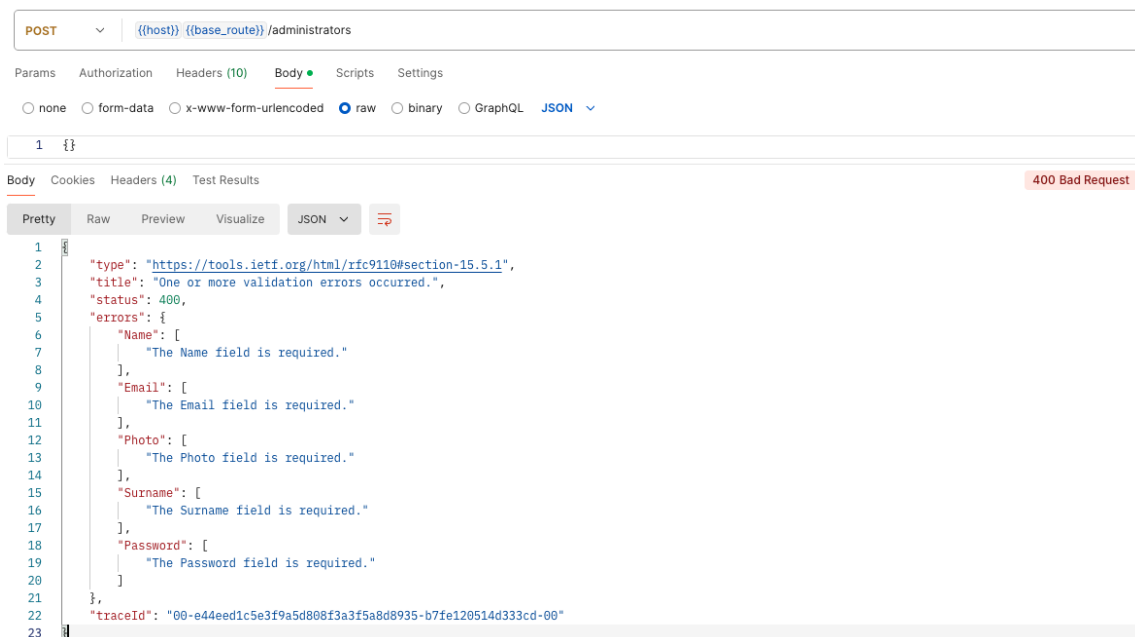 POST {{host}} {{base_route}} /administrators
Params Authorization Headers (10) Body Scripts Settings
none form-data x-www-form-urlencoded raw binary GraphQL JSON
1 {}
Body Cookies Headers (4) Test Results 400 Bad Request
Pretty Raw Preview Visualize JSON
1 {
2 "type": "https://tools.ietf.org/html/rfc9110#section-15.5.1",
3 "title": "One or more validation errors occurred.",
4 "status": 400,
5 "errors": {
6 "Name": [
7 "The Name field is required."
8 ],
9 "Email": [
10 "The Email field is required."
11 ],
12 "Photo": [
13 "The Photo field is required."
14 ],
15 "Surname": [
16 "The Surname field is required."
17 ],
18 "Password": [
19 "The Password field is required."
20 ]
21 },
22 "traceId": "00-e44eed1c5e3f9a5d808f3a3f5a8d8935-b7fe120514d333cd-00"
23 }